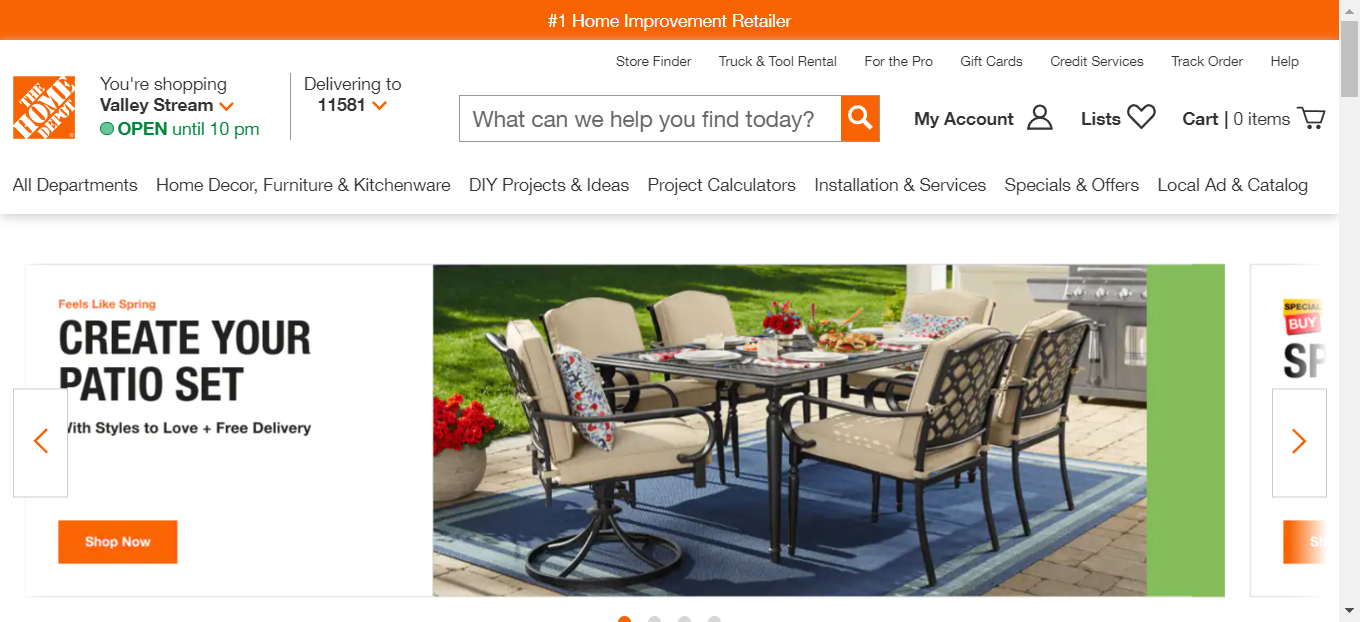 #1 Home Improvement Retailer
Store Finder Truck & Tool Rental For the Pro Gift Cards Credit Services Track Order Help
THE
HOME
DEPOT
You're shopping
Valley Stream
OPEN until 10 pm
Delivering to
11581
What can we help you find today?
My Account Lists Cart | 0 items
All Departments Home Decor, Furniture & Kitchenware DIY Projects & Ideas Project Calculators Installation & Services Specials & Offers Local Ad & Catalog
Feels Like Spring
CREATE YOUR
PATIO SET
With Styles to Love + Free Delivery
Shop Now
SPECIAL
BUY
SP